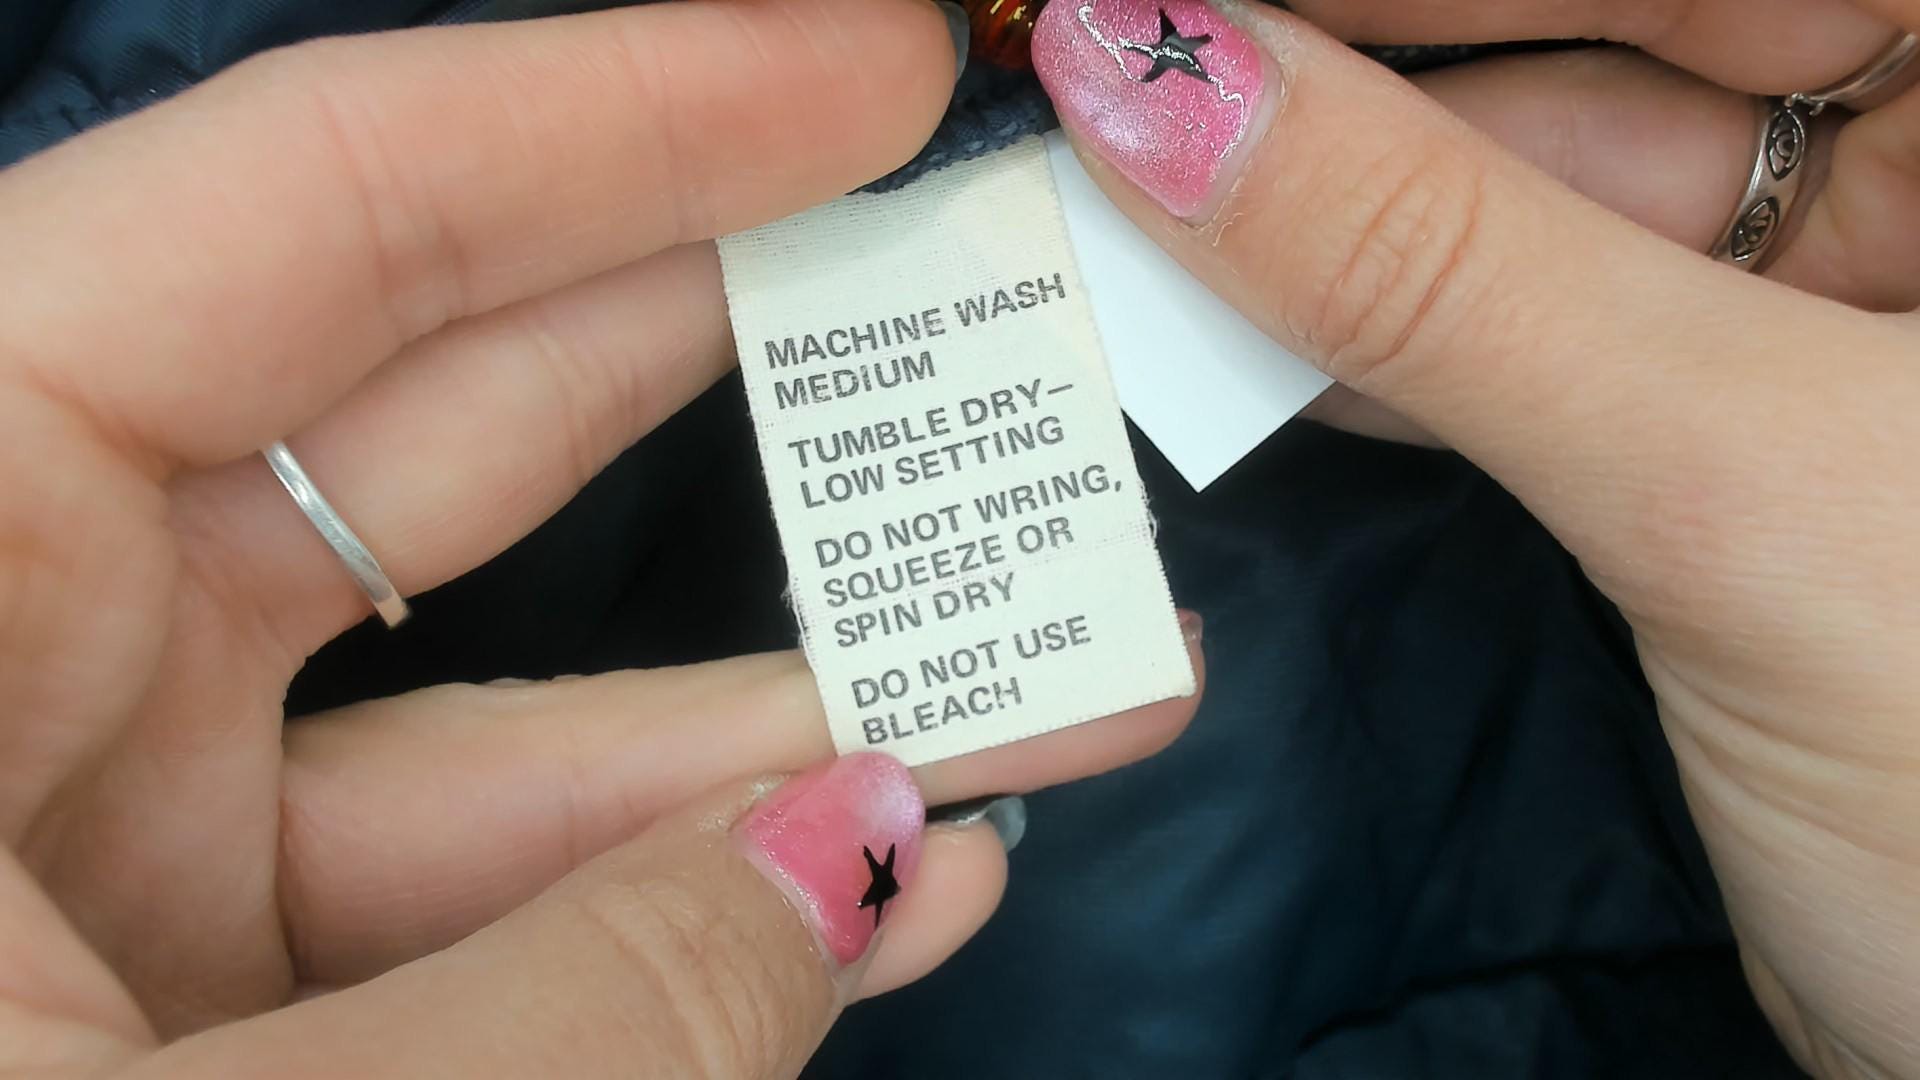 MACHINE WASH
MEDIUM
TUMBLE DRY—
LOW SETTING
DO NOT WRING,
SQUEEZE OR
SPIN DRY
DO NOT USE
BLEACH